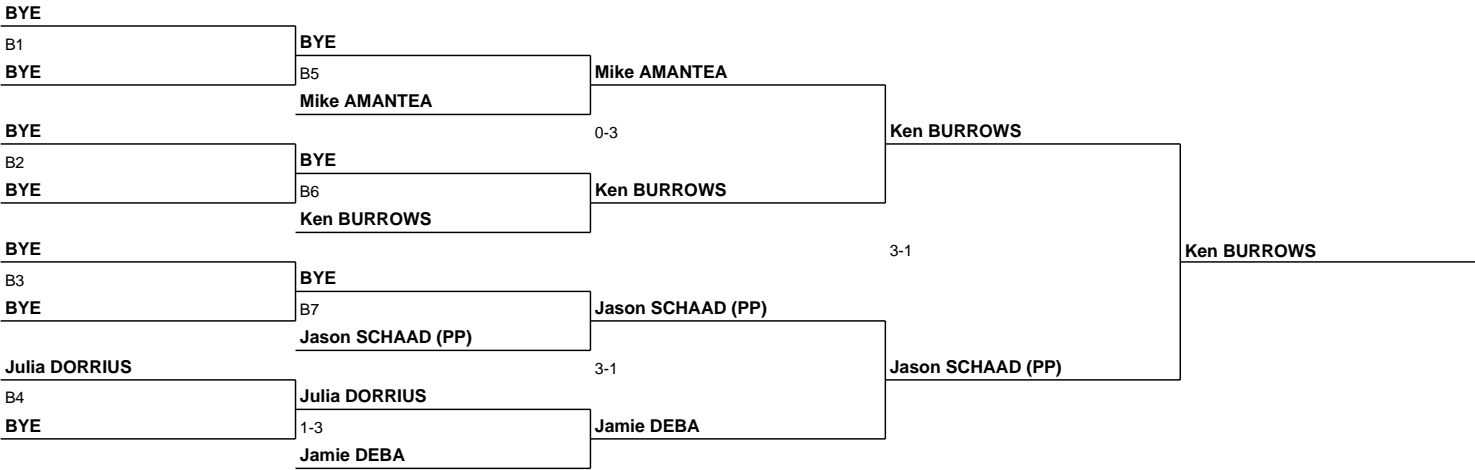 BYE
B1
BYE
BYE
B5
Mike AMANTEA
Mike AMANTEA
BYE
B2
BYE
BYE
B6
Ken BURROWS
0-3
Ken BURROWS
Ken BURROWS
BYE
B3
BYE
BYE
B7
Jason SCHAAD (PP)
3-1
Ken BURROWS
Jason SCHAAD (PP)
Julia DORRIUS
B4
BYE
Julia DORRIUS
1-3
Jamie DEBA
3-1
Jason SCHAAD (PP)
Jamie DEBA